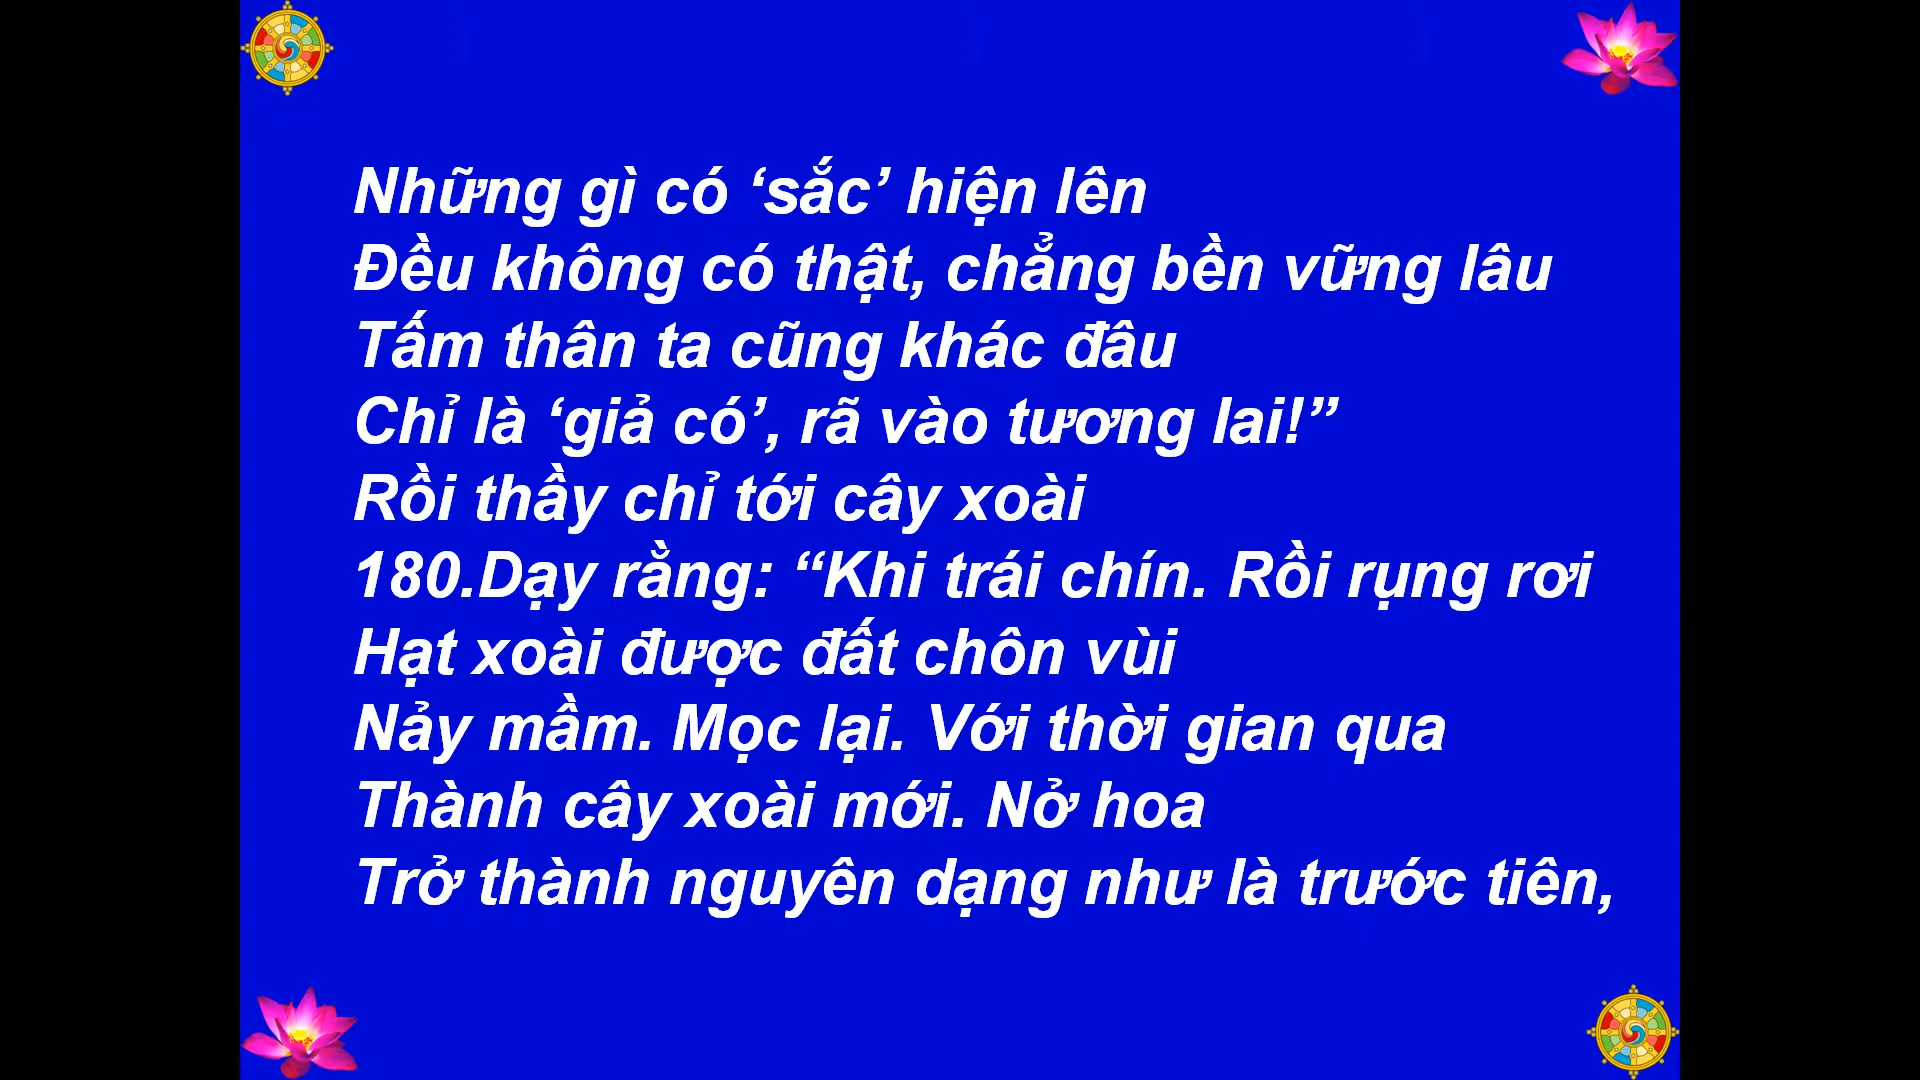 Những gì có ‘sắc’ hiện lên
Đều không có thật, chẳng bền vững lâu
Tấm thân ta cũng khác đâu
Chỉ là ‘giả có’, rã vào tương lai!”
Rồi thầy chỉ tới cây xoài
180.Dạy rằng: “Khi trái chín. Rồi rụng rơi
Hạt xoài được đất chôn vùi
Nảy mầm. Mọc lại. Với thời gian qua
Thành cây xoài mới. Nở hoa
Trở thành nguyên dạng như là trước tiên,